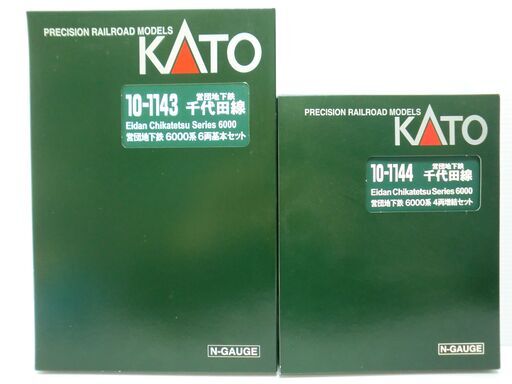 PRECISION RAILROAD MODELS
KATO
10-1143 営団地下鉄 千代田線
Eidan Chikatetsu Series 6000
営団地下鉄 6000系 6両基本セット
N-GAUGE
PRECISION RAILROAD MODELS
KATO
10-1144 営団地下鉄 千代田線
Eidan Chikatetsu Series 6000
営団地下鉄 6000系 4両増結セット
N-GAUGE